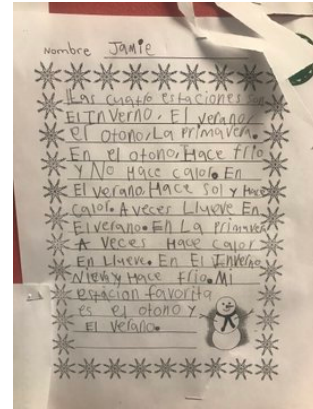 Nombre Jamie
Las cuatro estaciones son
El INVerno, El verano,
el otono, La primavera.
En el otono, Hace frio
Y No Hace calor. En
El verano, Hace sol y Hace
calor. A veces Llueve En
El verano. En La primavera
A veces Hace calor
En Llueve. En El Inverno
Nieva y Hace frio. Mi
estacion favorita
es el otono y
El verano.